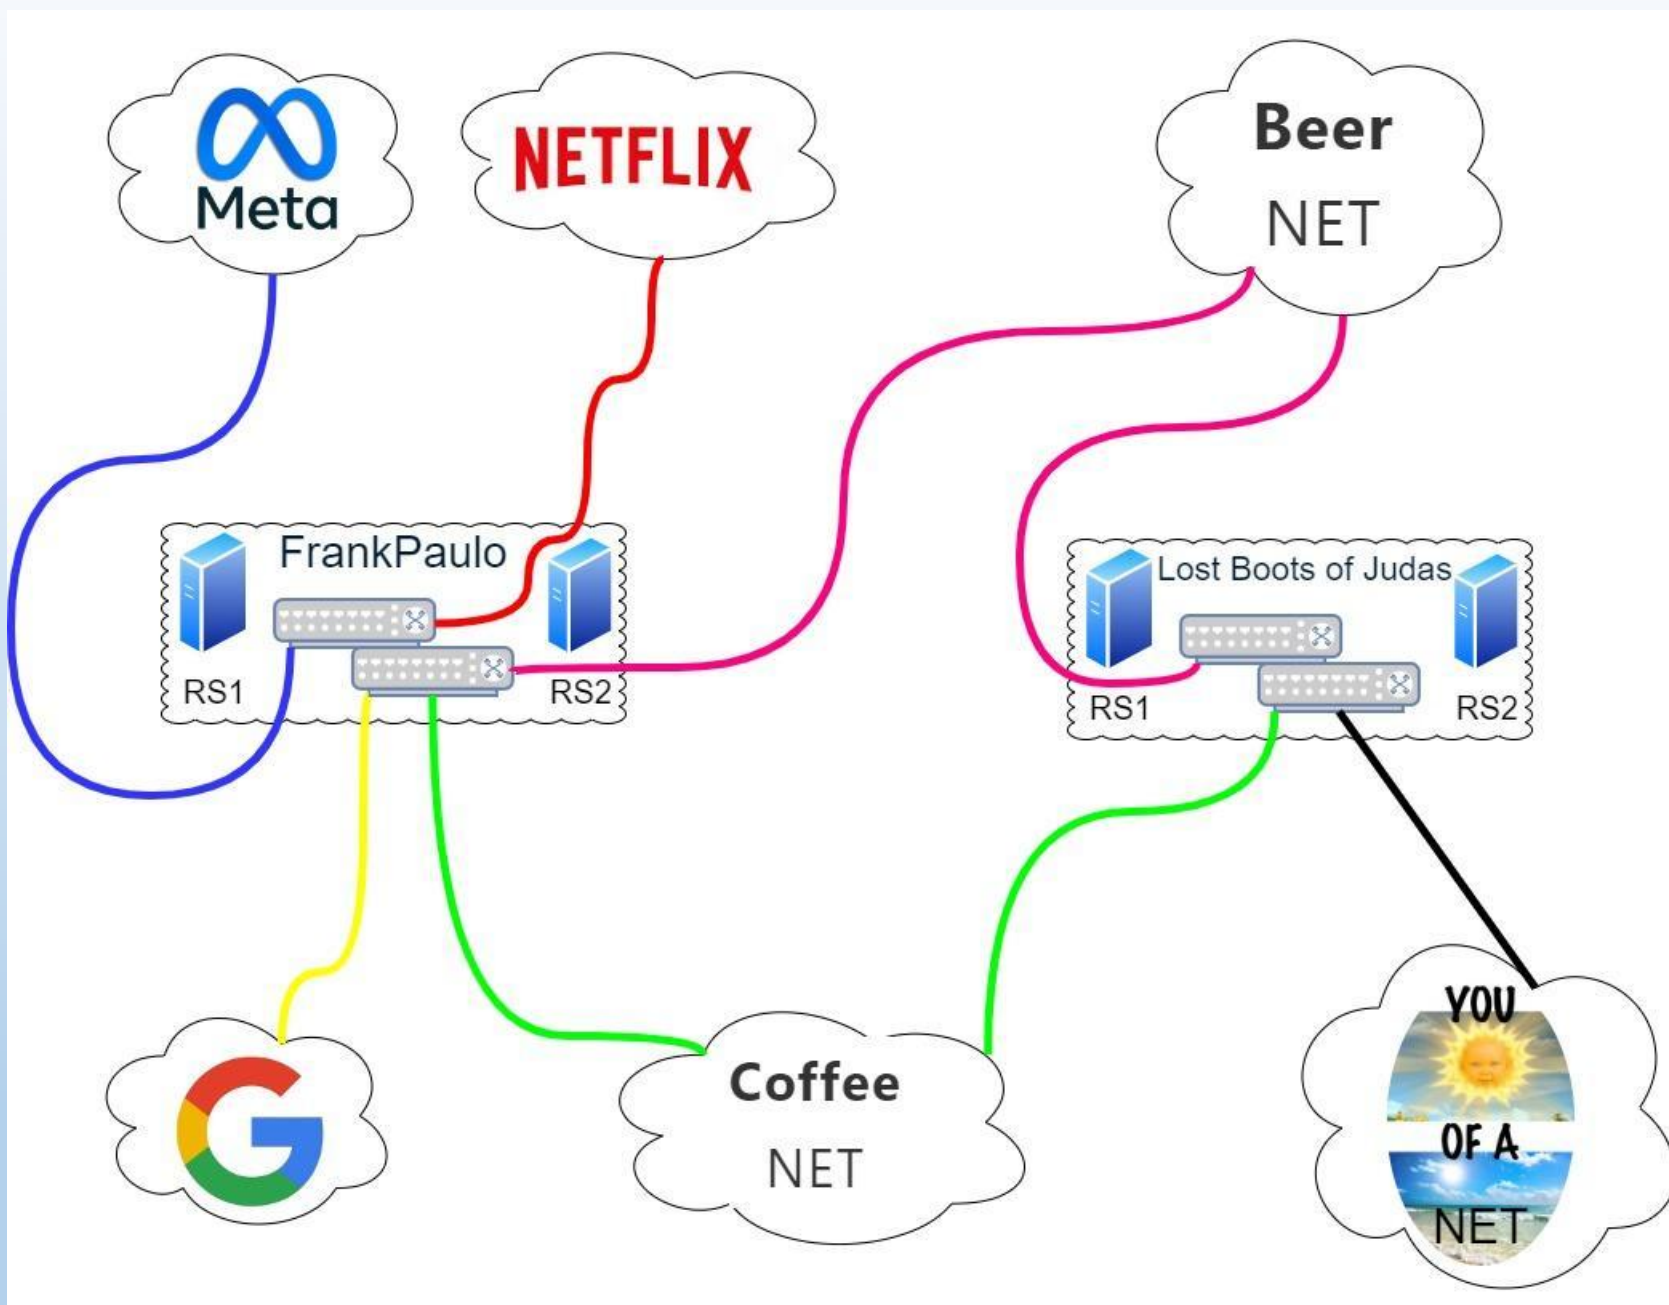 Meta
NETFLIX
Beer
NET
FrankPaulo
RS1
RS2
Lost Boots of Judas
RS1
RS2
Coffee
NET
YOU
OF A
NET